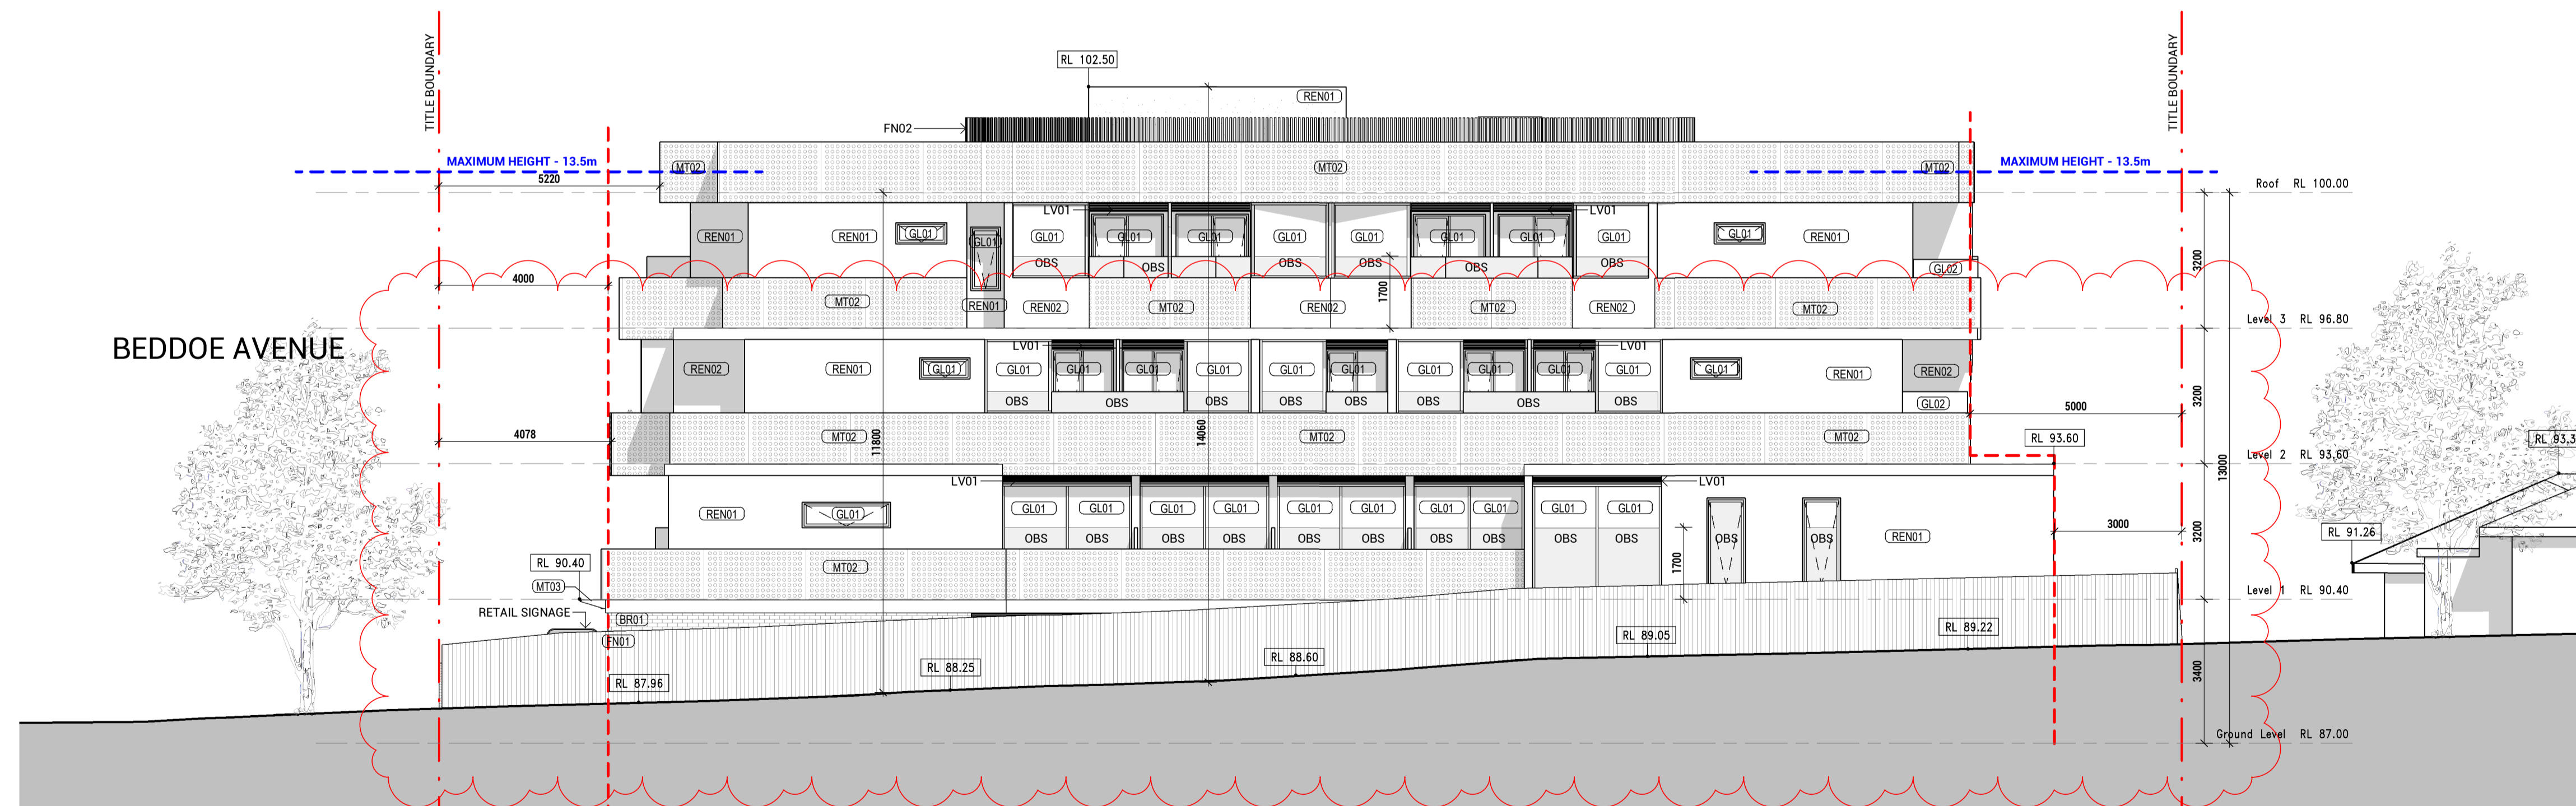 TITLE BOUNDARY
TITLE BOUNDARY
RL 102.50
REN01
FN02
MAXIMUM HEIGHT - 13.5m
MT02
MT02
MT02
MAXIMUM HEIGHT - 13.5m
5220
Roof RL 100.00
LV01
LV01
REN01
REN01
GL01
GL01
GL01
GL01
GL01
GL01
GL01
GL01
GL01
GL01
GL01
REN01
3200
OBS
OBS
OBS
OBS
OBS
OBS
GL02
4000
1700
MT02
REN01
REN02
MT02
REN02
MT02
REN02
MT02
Level 3 RL 96.80
BEDDOE AVENUE
LV01
LV01
REN02
REN01
GL01
GL01
GL01
GL01
GL01
GL01
GL01
GL01
GL01
GL01
GL01
GL01
REN01
REN02
3200
OBS
OBS
OBS
OBS
OBS
OBS
OBS
OBS
GL02
5000
4078
MT02
11800
14060
MT02
MT02
RL 93.60
RL 93.3
Level 2 RL 93.60
13000
LV01
LV01
REN01
GL01
GL01
GL01
GL01
GL01
GL01
GL01
GL01
GL01
GL01
GL01
3000
3200
RL 91.26
OBS
OBS
OBS
OBS
OBS
OBS
OBS
OBS
OBS
OBS
OBS
OBS
REN01
RL 90.40
MT02
1700
MT03
Level 1 RL 90.40
RETAIL SIGNAGE
BR01
FN01
RL 89.05
RL 89.22
RL 88.60
RL 88.25
RL 87.96
3400
Ground Level RL 87.00